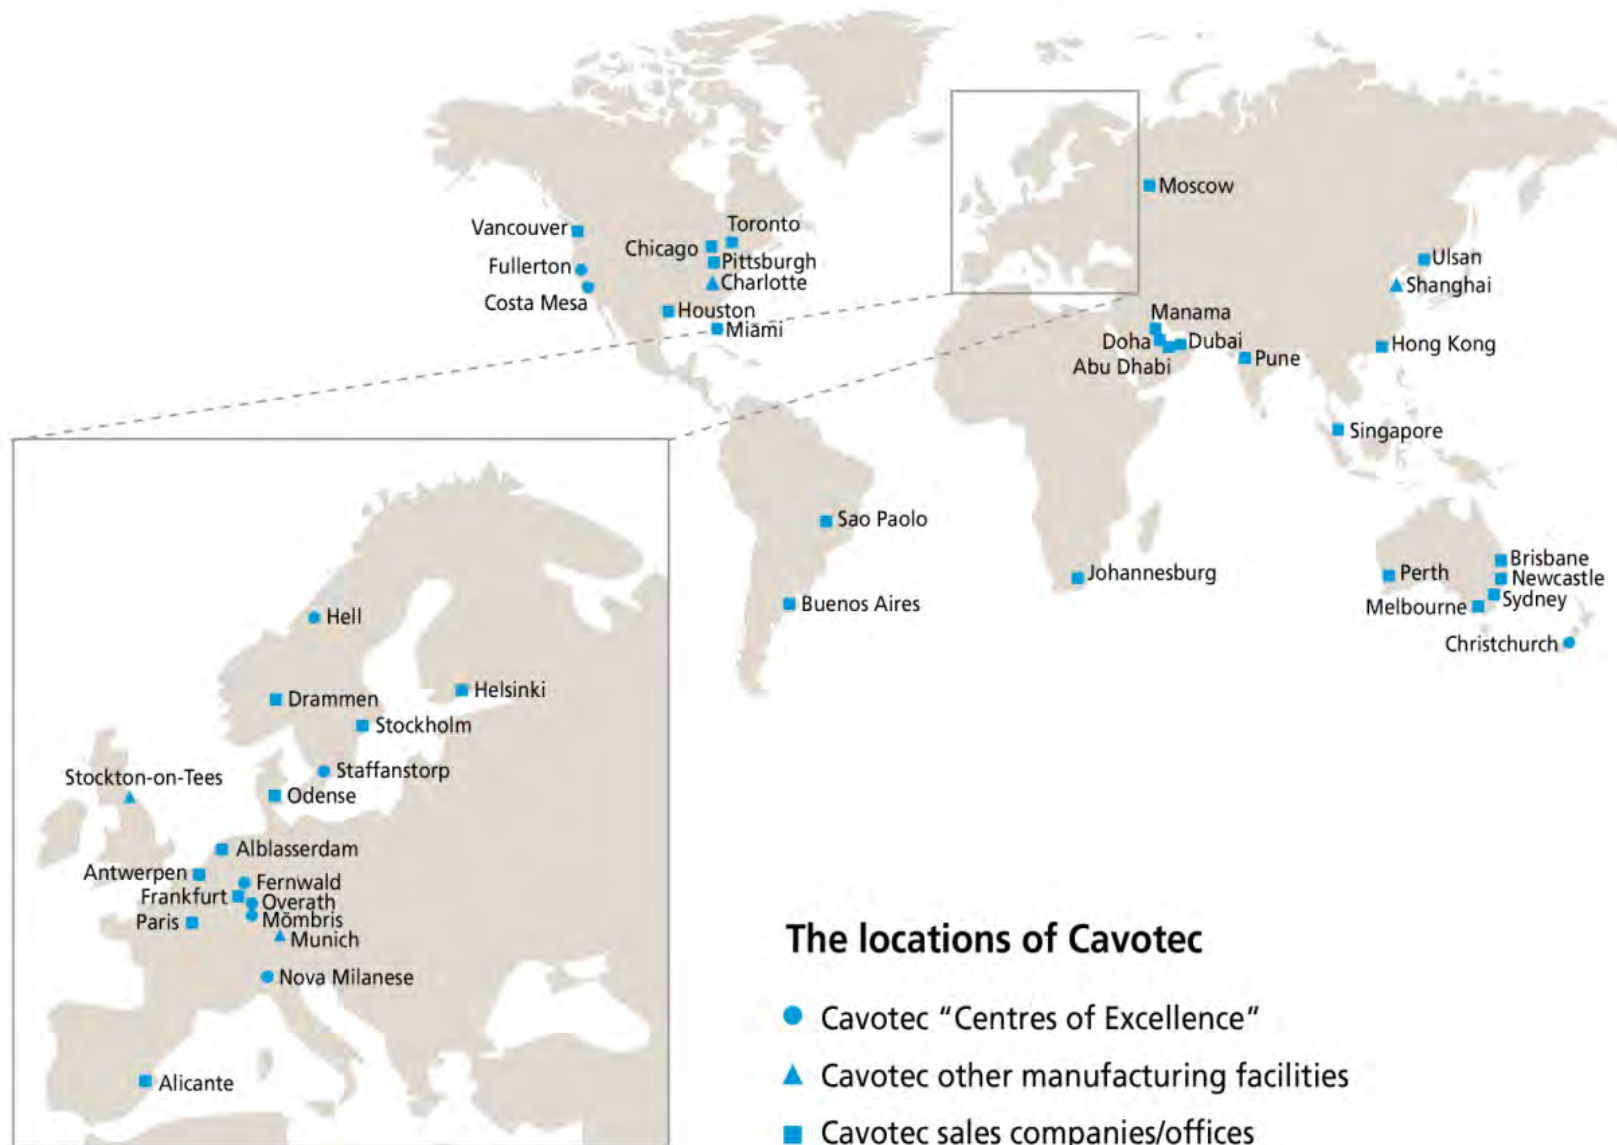 Moscow
Vancouver
Toronto
Chicago
Pittsburgh
Fullerton
Charlotte
Costa Mesa
Houston
Miami
Ulsan
Shanghai
Manama
Doha
Dubai
Abu Dhabi
Pune
Hong Kong
Singapore
Sao Paolo
Johannesburg
Buenos Aires
Brisbane
Perth
Newcastle
Sydney
Melbourne
Christchurch
Hell
Helsinki
Drammen
Stockholm
Staffanstorp
Stockton-on-Tees
Odense
Alblasserdam
Antwerpen
Fernwald
Frankfurt
Overath
Mömbris
Paris
Munich
Nova Milanese
Alicante
The locations of Cavotec
Cavotec “Centres of Excellence”
Cavotec other manufacturing facilities
Cavotec sales companies/offices